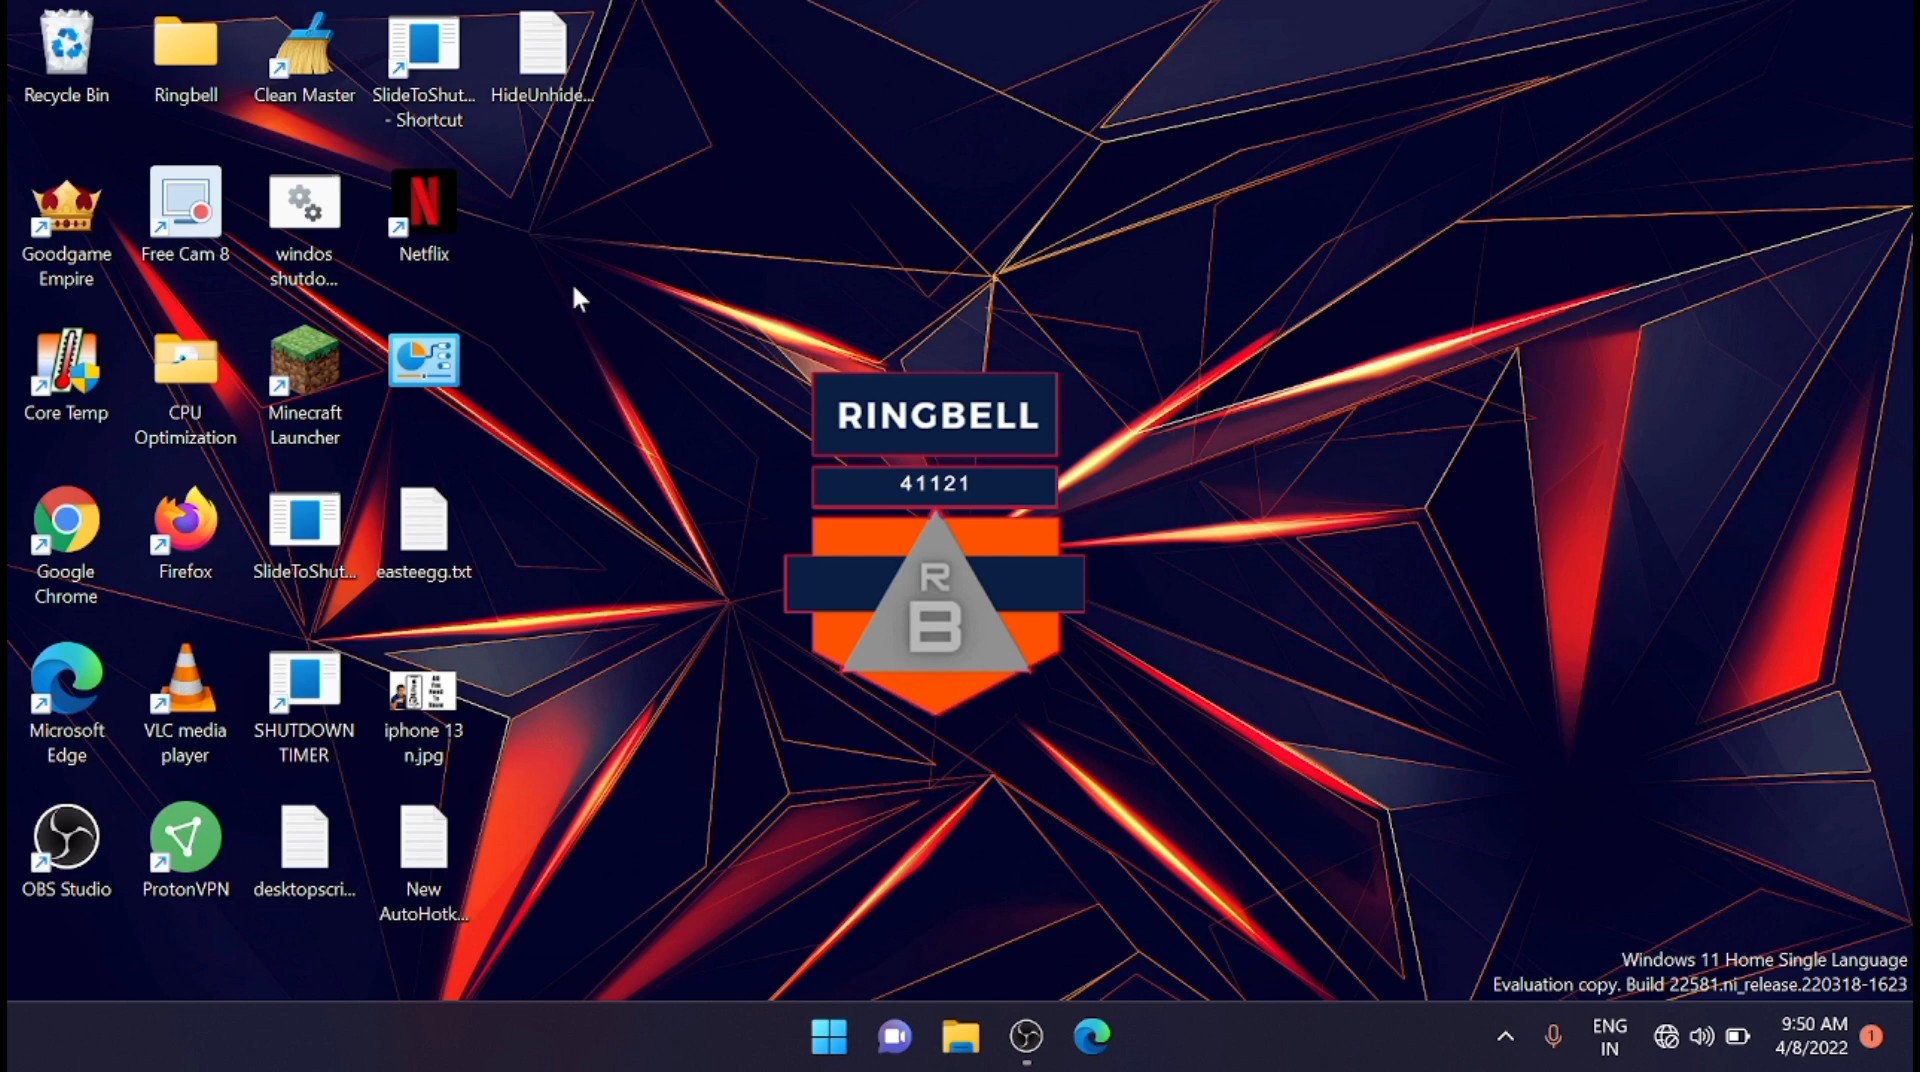 Recycle Bin
Ringbell
Clean Master
SlideToShut...
- Shortcut
HideUnhide...
Goodgame
Empire
Free Cam 8
windos
shutdo...
N
Netflix
Core Temp
CPU
Optimization
Minecraft
Launcher
Google
Chrome
Firefox
SlideToShut...
easteegg.txt
Microsoft
Edge
VLC media
player
SHUTDOWN
TIMER
iphone 13
n.jpg
OBS Studio
ProtonVPN
desktopscri...
New
AutoHotk...
RINGBELL
41121
R
B
Windows 11 Home Single Language
Evaluation copy. Build 22581.ni_release.220318-1623
ENG
IN
9:50 AM
4/8/2022
1